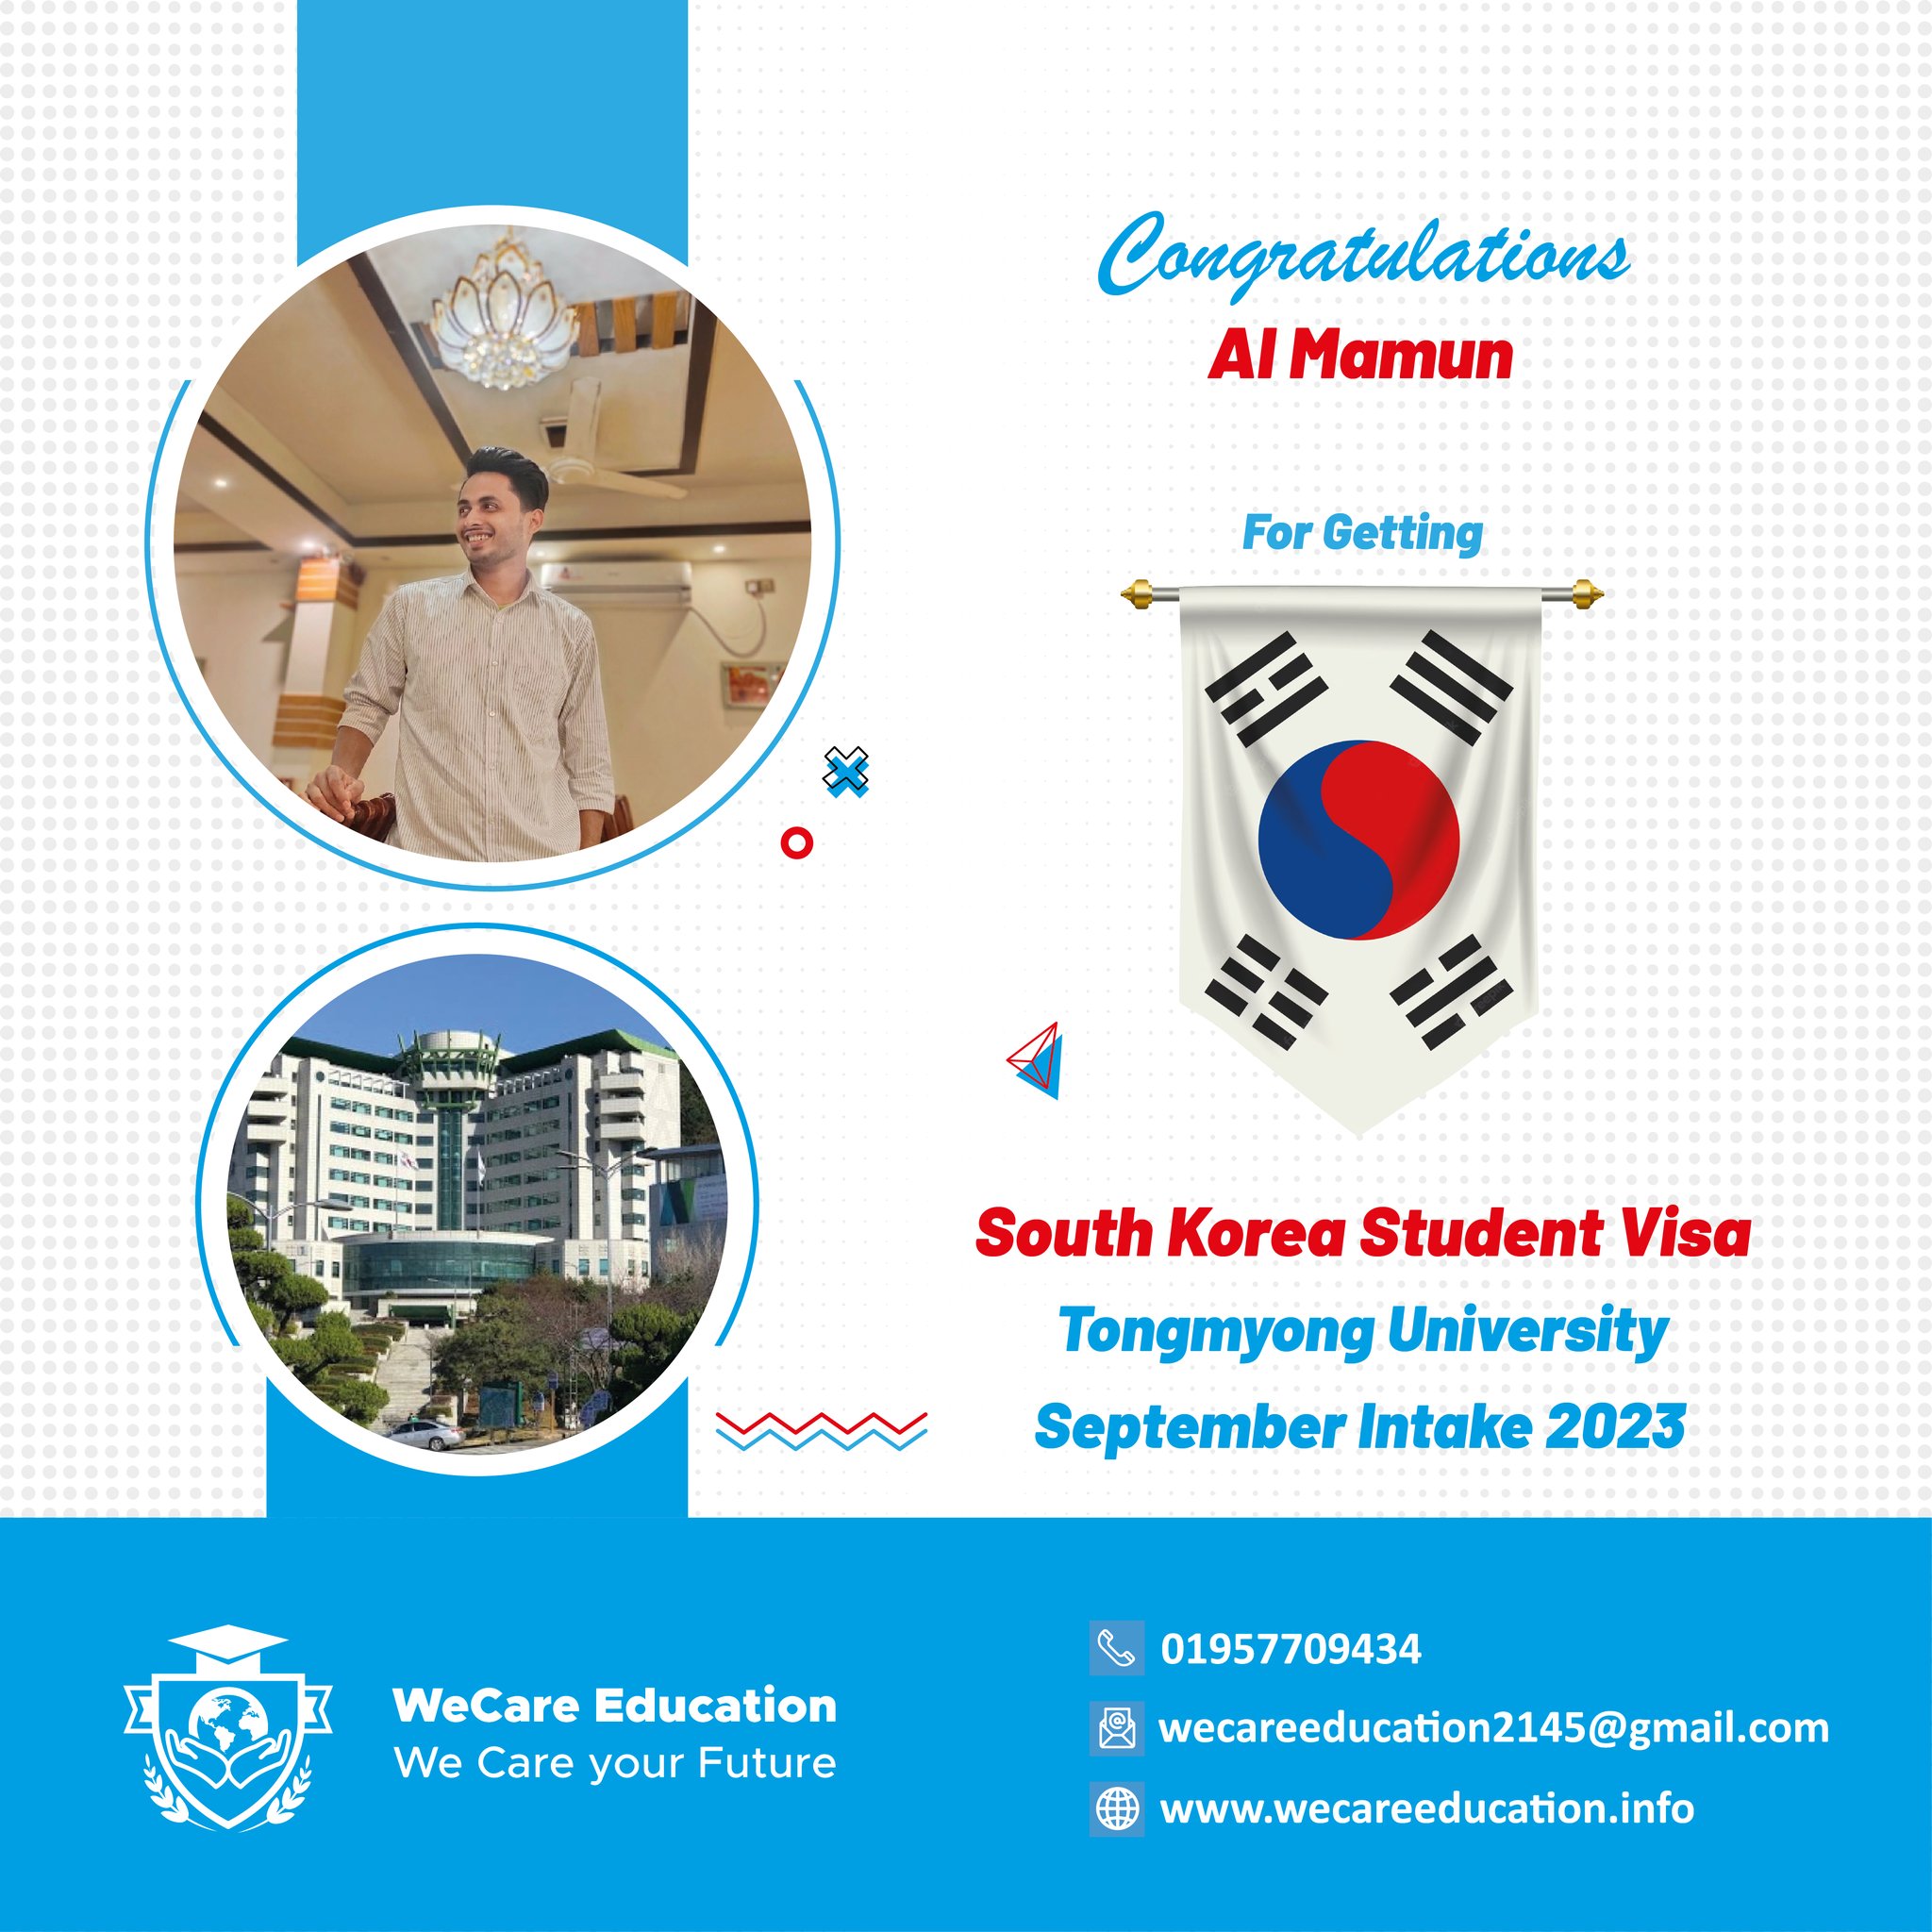 Congratulations
Al Mamun
For Getting
South Korea Student Visa
Tongmyong University
September Intake 2023
WeCare Education
We Care your Future
01957709434
wecareeducation2145@gmail.com
www.wecareeducation.info